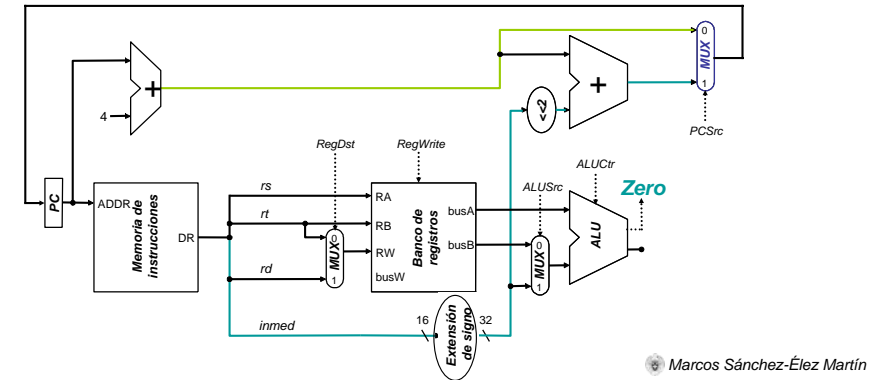 0
MUX
1
+
4
+
<<2
PCSrc
RegDst
RegWrite
ALUCtr
ALUSrc
Zero
PC
ADDR
Memoria de
instrucciones
DR
rs
rt
rd
0
MUX
1
RA
RB
RW
busW
Banco de
registros
busA
busB
0
MUX
1
ALU
inmed
16
Extensión
de signo
32
Marcos Sánchez-Élez Martín